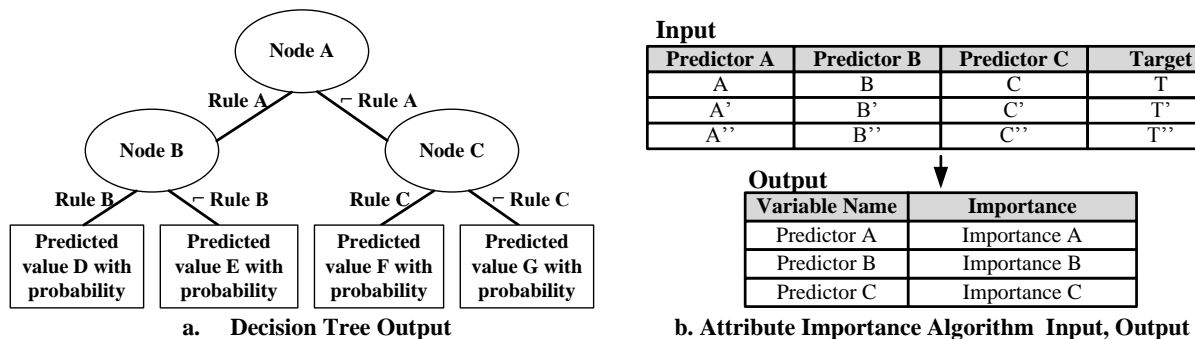 Node A
Rule A
⌐ Rule A
Node B
Node C
Rule B
⌐ Rule B
Rule C
⌐ Rule C
Predicted
value D with
probability
Predicted
value E with
probability
Predicted
value F with
probability
Predicted
value G with
probability
a. Decision Tree Output
Input
Predictor A Predictor B Predictor C Target
A B C T
A' B' C' T'
A'' B'' C'' T''
Output
Variable Name Importance
Predictor A Importance A
Predictor B Importance B
Predictor C Importance C
b. Attribute Importance Algorithm Input, Output